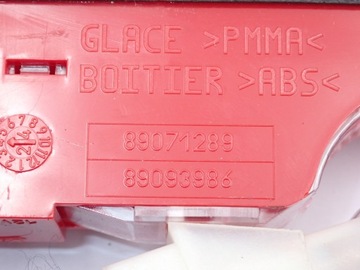 GLACE >PMMA<
BOITIER >ABS<
89071289
89093986